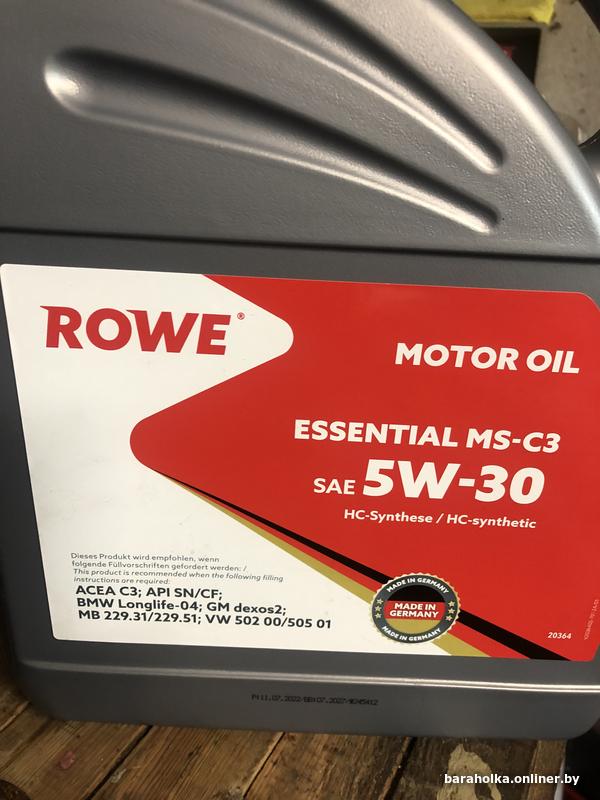 ROWE®
MOTOR OIL
ESSENTIAL MS-C3
SAE 5W-30
HC-Synthese / HC-synthetic
Dieses Produkt wird empfohlen, wenn
folgende Füllvorschriften gefordert werden: /
This product is recommended when the following filling
instructions are required:
ACEA C3; API SN/CF;
BMW Longlife-04; GM dexos2;
MB 229.31/229.51; VW 502 00/505 01
MADE IN GERMANY
MADE IN
GERMANY
MADE IN GERMANY
20364
baraholka.onliner.by